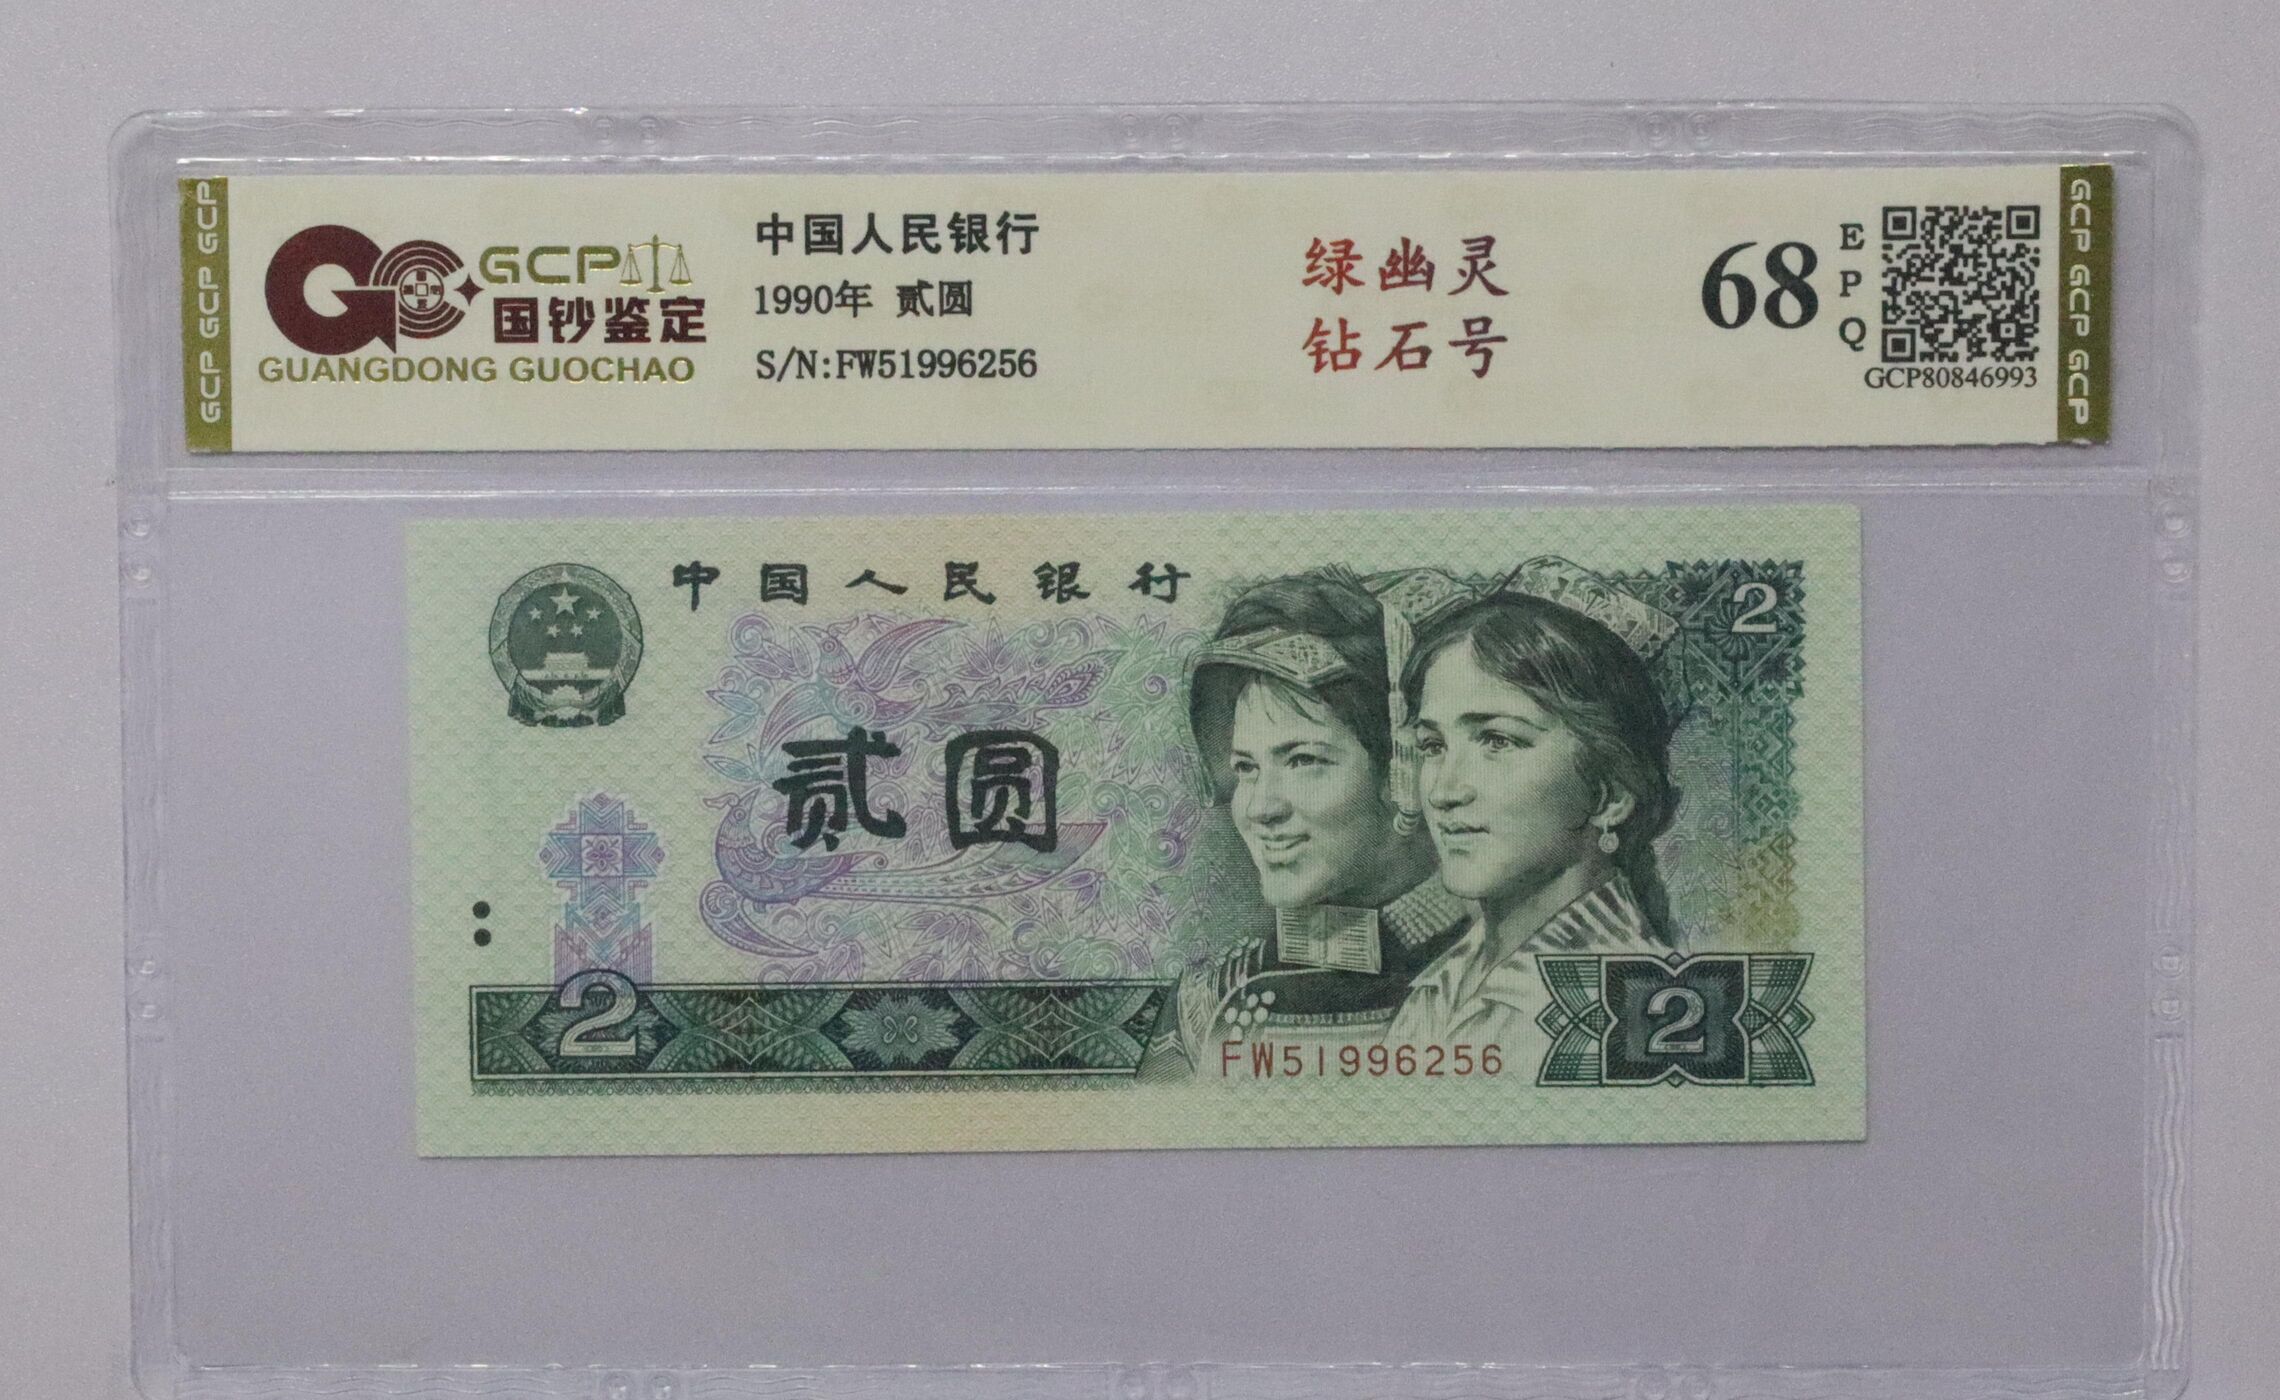 GCP GCP GCP
GCP
国钞鉴定
GUANGDONG GUOCHAO
中国人民银行
1990年 贰圆
S/N:FW51996256
绿幽灵
钻石号
68
EPQ
GCP80846993
GCP GCP GCP
中国人民银行
2
贰圆
2
2
FW51996256